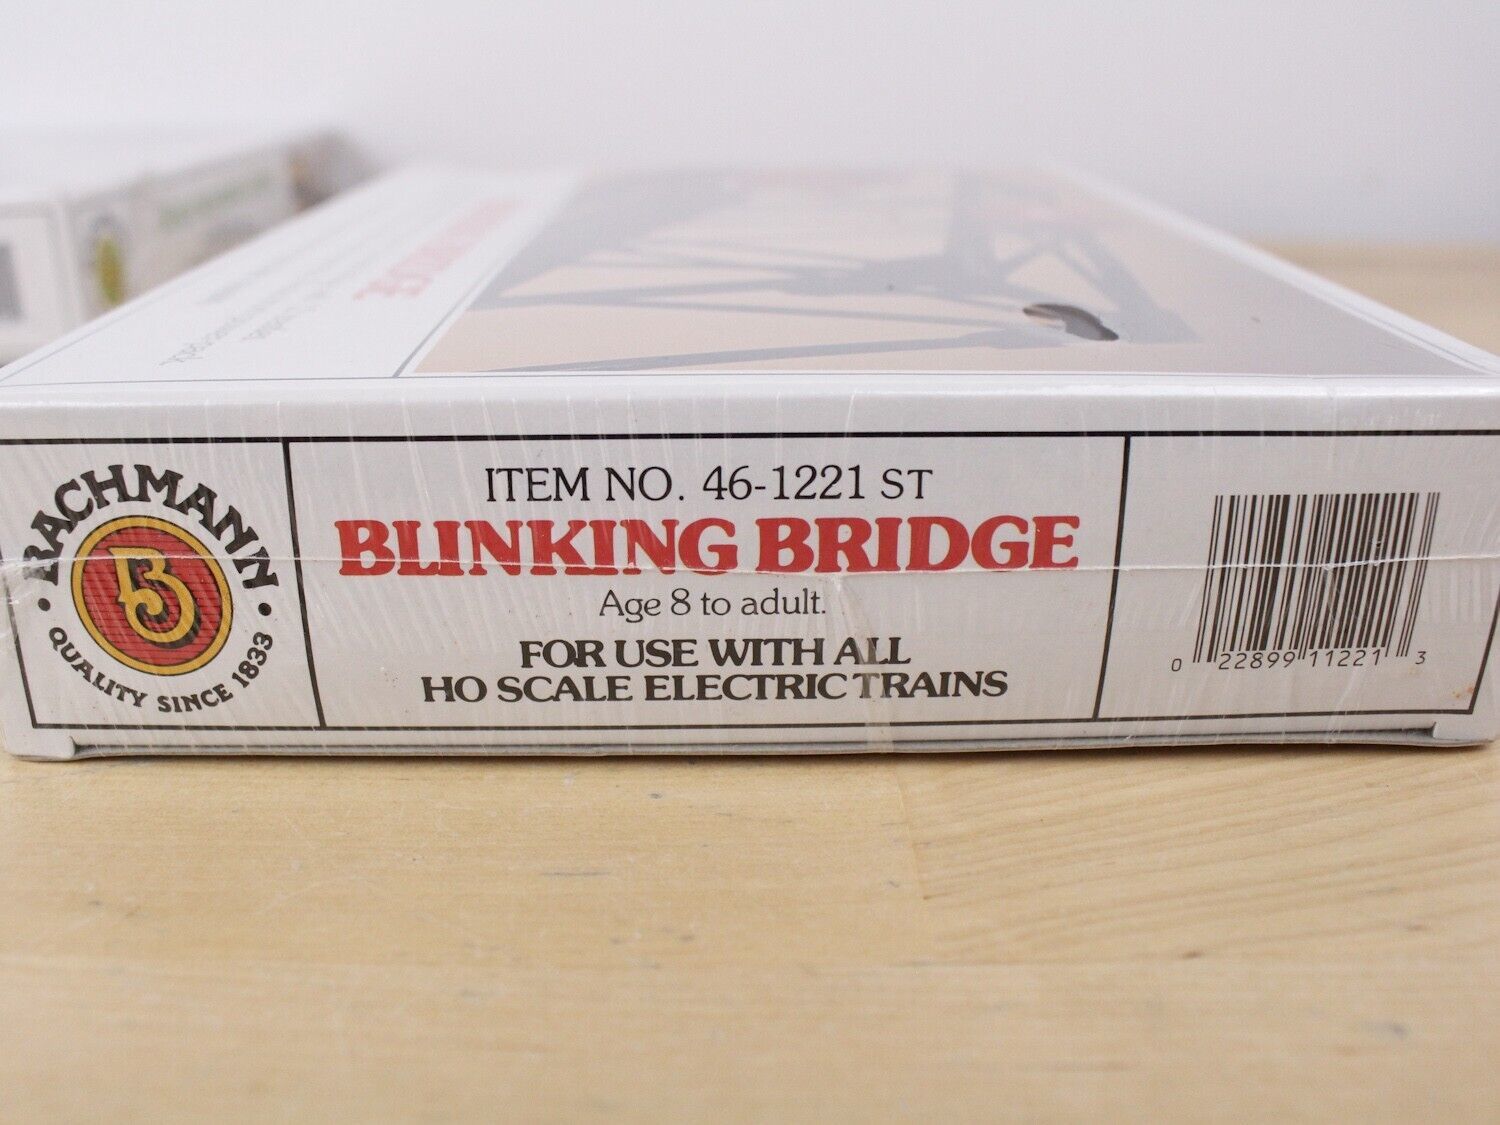 BACHMANN
B
· QUALITY SINCE 1833 ·
ITEM NO. 46-1221 ST
BLINKING BRIDGE
Age 8 to adult.
FOR USE WITH ALL
HO SCALE ELECTRIC TRAINS
0 22899 11221 3